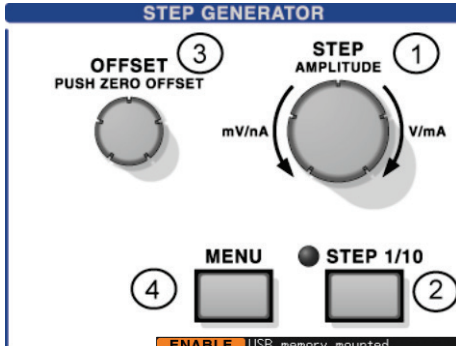 STEP GENERATOR
OFFSET
PUSH ZERO OFFSET
3
STEP
AMPLITUDE
1
mV/nA
V/mA
MENU
4
STEP 1/10
2
ENABLE USB memory mounted